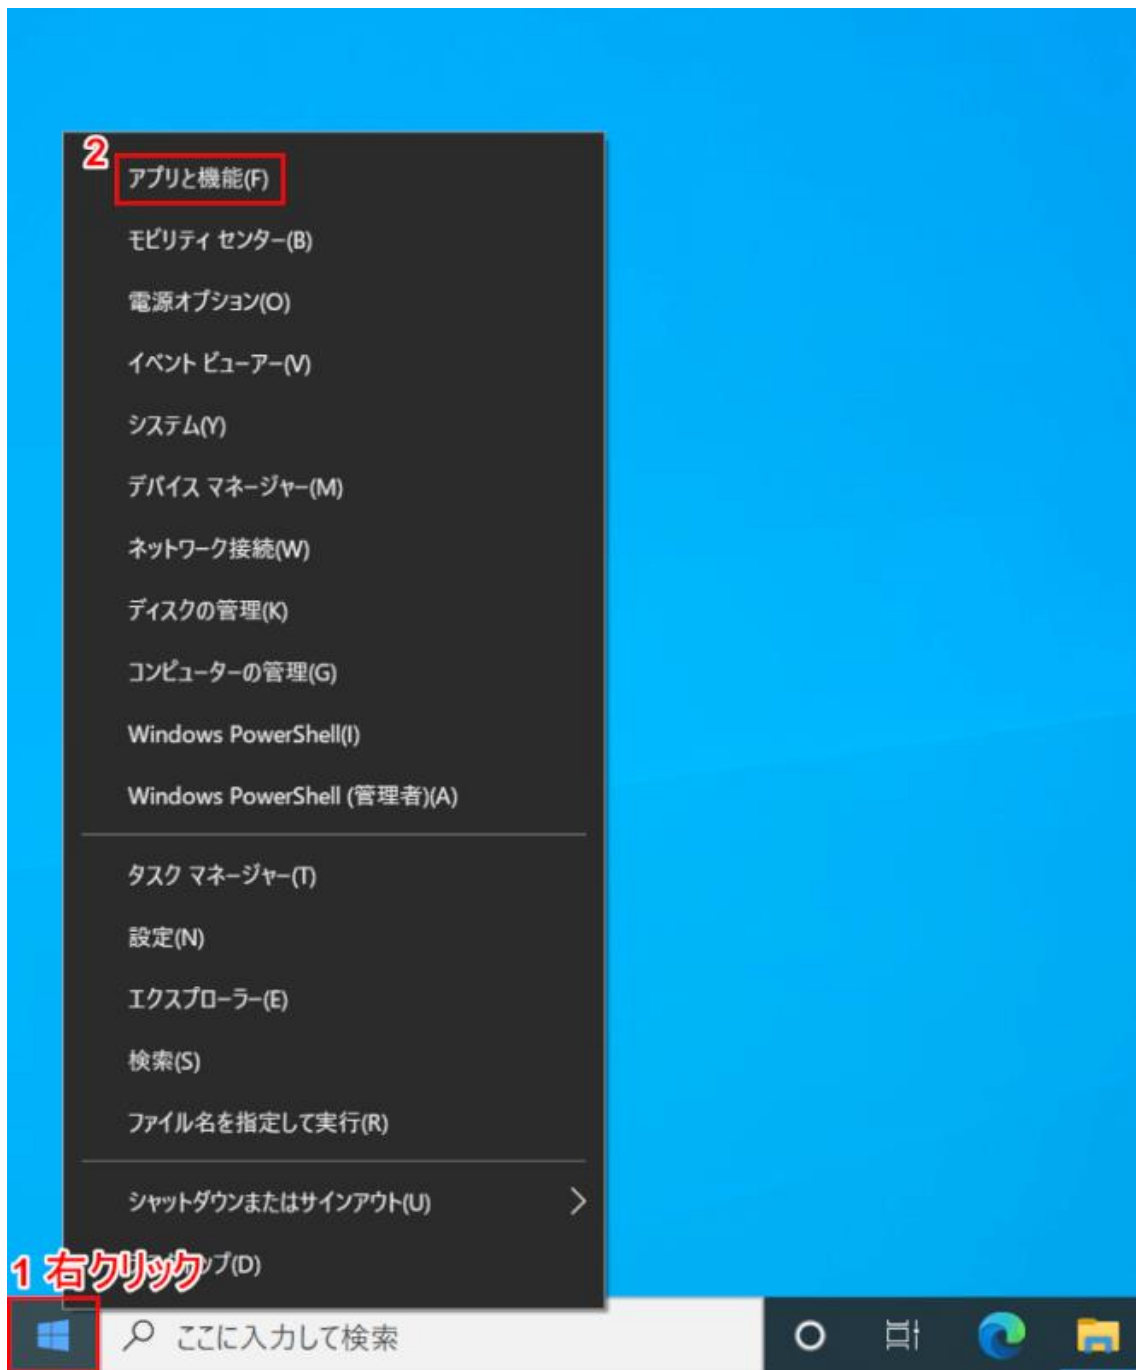 2
アプリと機能(F)
モビリティ センター(B)
電源オプション(O)
イベント ビューアー(V)
システム(Y)
デバイス マネージャー(M)
ネットワーク接続(W)
ディスクの管理(K)
コンピューターの管理(G)
Windows PowerShell(I)
Windows PowerShell (管理者)(A)
タスク マネージャー(T)
設定(N)
エクスプローラー(E)
検索(S)
ファイル名を指定して実行(R)
シャットダウンまたはサインアウト(U)
1 右クリック
ップ(D)
ここに入力して検索